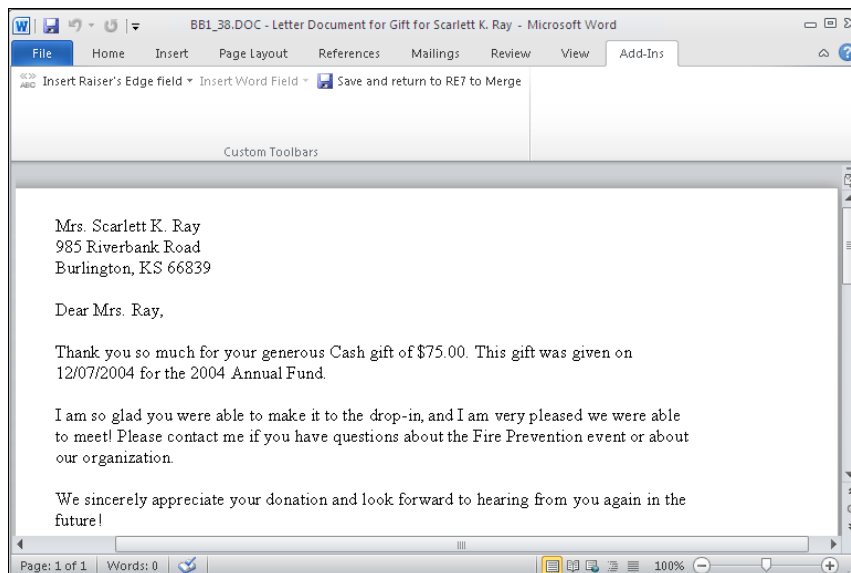 BB1_38.DOC - Letter Document for Gift for Scarlett K. Ray - Microsoft Word
File Home Insert Page Layout References Mailings Review View Add-Ins
«» ABC Insert Raiser's Edge field Insert Word Field Save and return to RE7 to Merge
Custom Toolbars
Mrs. Scarlett K. Ray
985 Riverbank Road
Burlington, KS 66839
Dear Mrs. Ray,
Thank you so much for your generous Cash gift of $75.00. This gift was given on
12/07/2004 for the 2004 Annual Fund.
I am so glad you were able to make it to the drop-in, and I am very pleased we were able
to meet! Please contact me if you have questions about the Fire Prevention event or about
our organization.
We sincerely appreciate your donation and look forward to hearing from you again in the
future!
Page: 1 of 1 Words: 0 100%